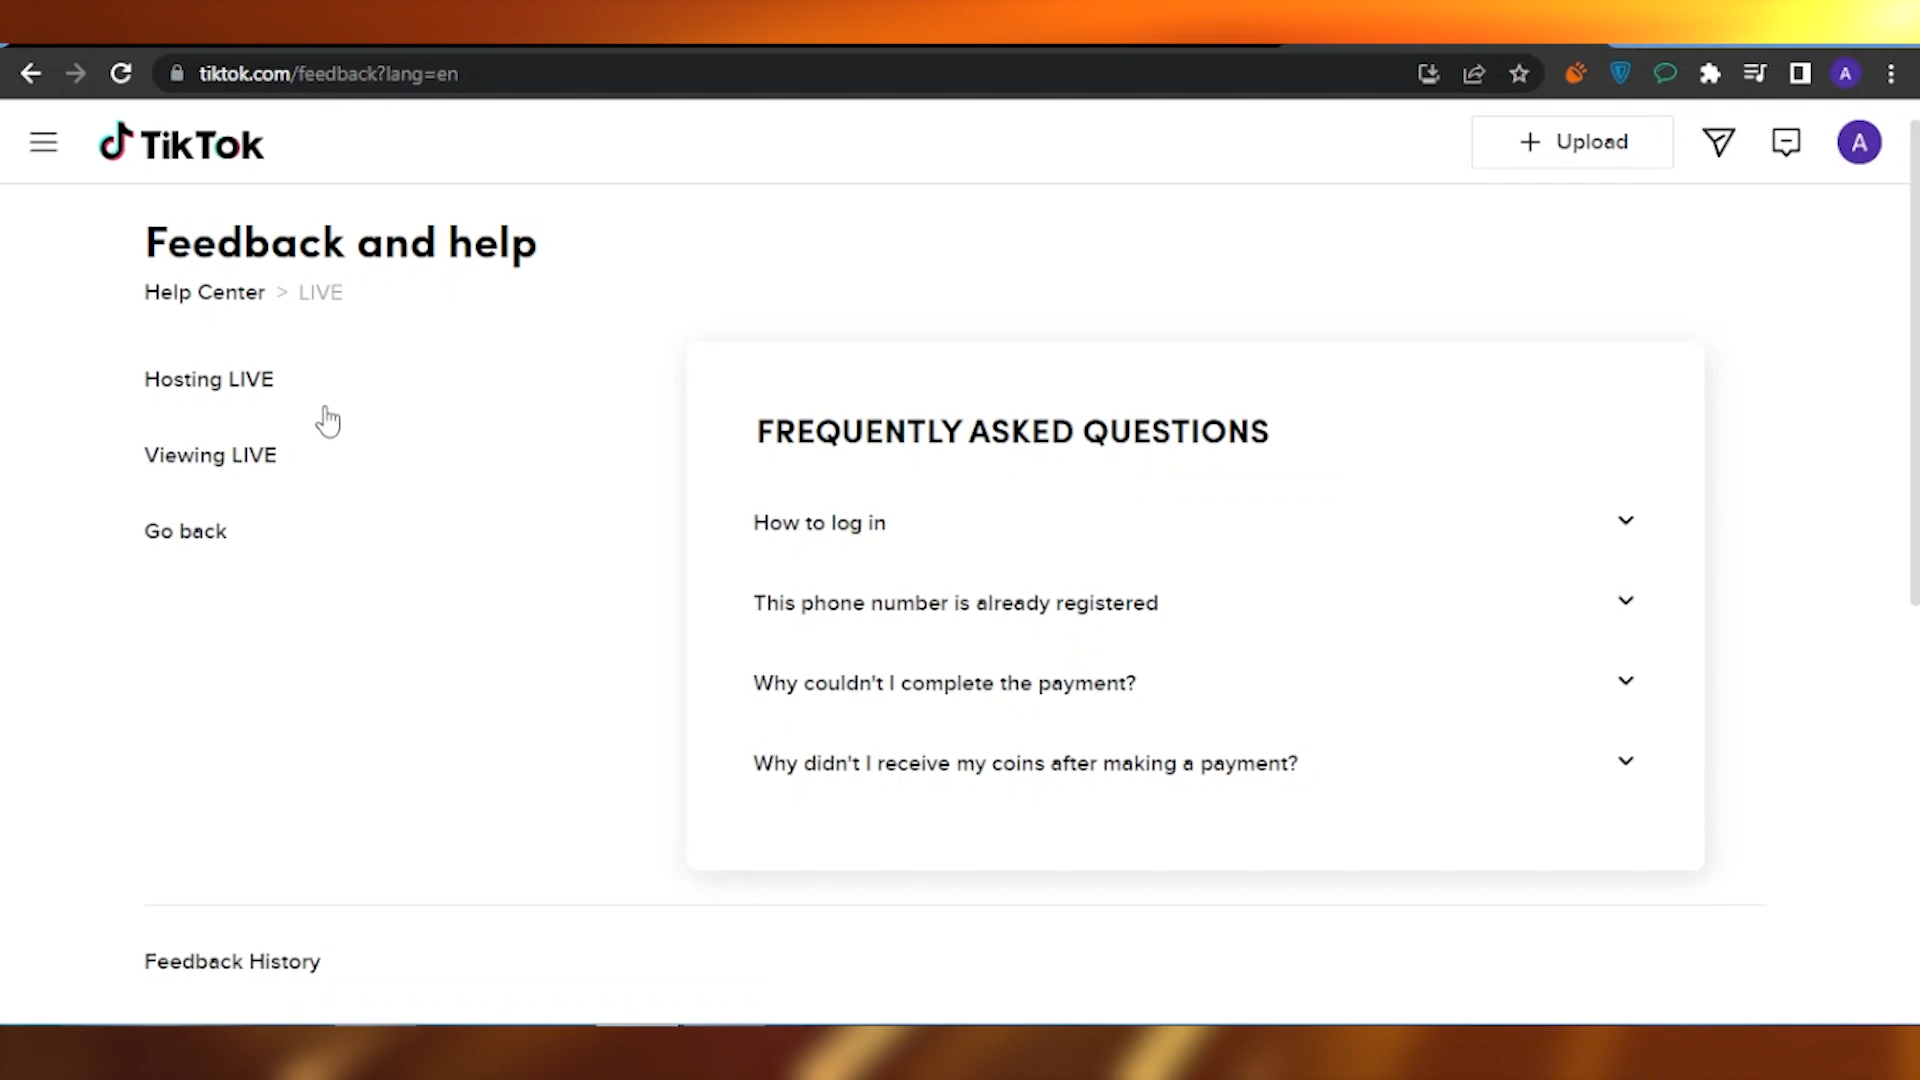 tiktok.com/feedback?lang=en
A
TikTok
+ Upload
A
Feedback and help
Help Center > LIVE
Hosting LIVE
Viewing LIVE
Go back
FREQUENTLY ASKED QUESTIONS
How to log in
This phone number is already registered
Why couldn't I complete the payment?
Why didn't I receive my coins after making a payment?
Feedback History